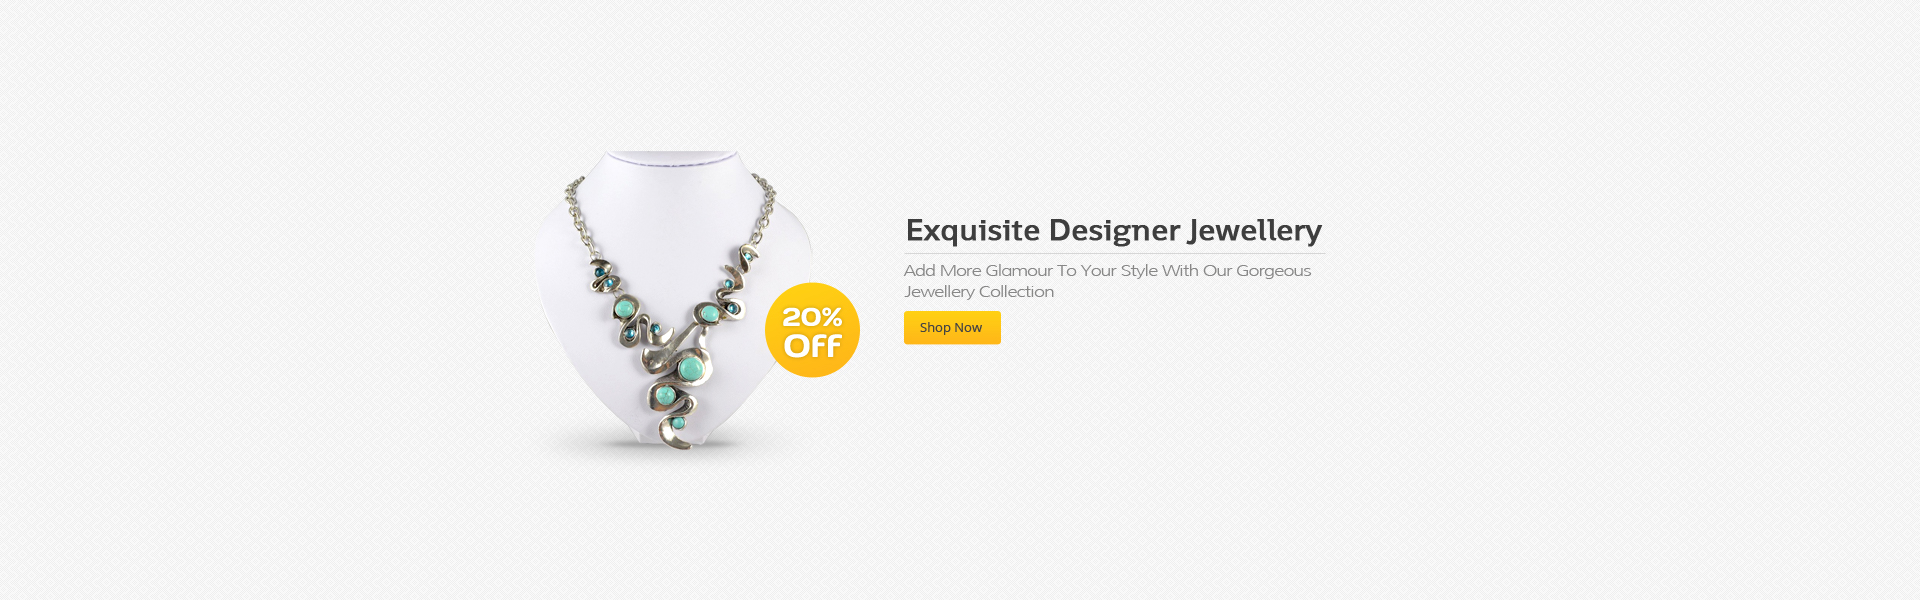 20%
Off
Exquisite Designer Jewellery
Add More Glamour To Your Style With Our Gorgeous
Jewellery Collection
Shop Now